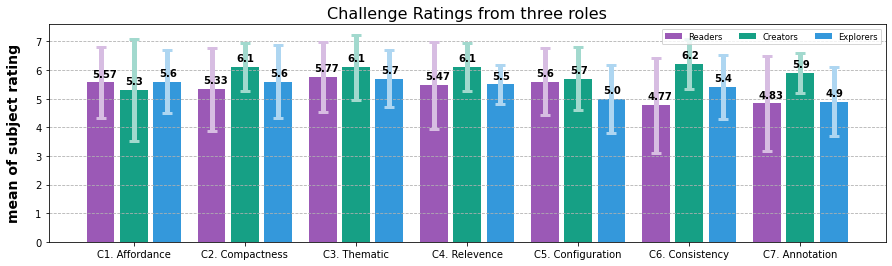 Challenge Ratings from three roles
Readers Creators Explorers
mean of subject rating
7
6
5
4
3
2
1
0
5.57 5.3 5.6 5.33 6.1 5.6 5.77 6.1 5.7 5.47 6.1 5.5 5.6 5.7 5.0 4.77 6.2 5.4 4.83 5.9 4.9
C1. Affordance C2. Compactness C3. Thematic C4. Relevence C5. Configuration C6. Consistency C7. Annotation